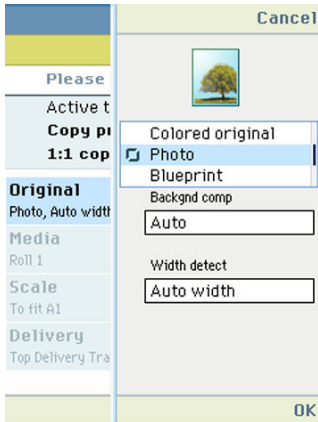 Please
Active t
Copy p
1:1 cop
Original
Photo, Auto width
Media
Roll 1
Scale
To fit A1
Delivery
Top Delivery Tra
Cancel
Colored original
Photo
Blueprint
Backgnd comp
Auto
Width detect
Auto width
OK